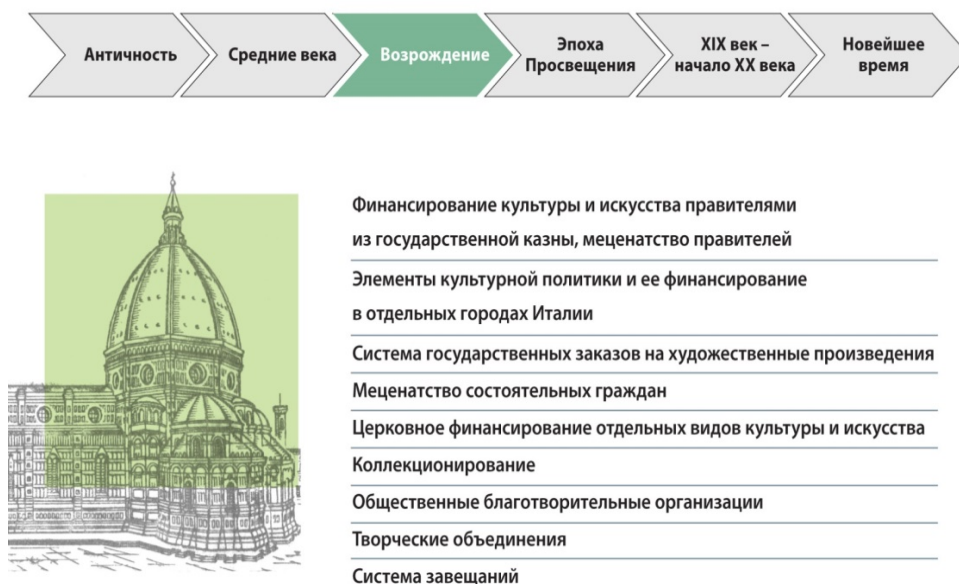 Античность
Средние века
Возрождение
Эпоха
Просвещения
XIX век –
начало XX века
Новейшее
время
Финансирование культуры и искусства правителями
из государственной казны, меценатство правителей
Элементы культурной политики и ее финансирование
в отдельных городах Италии
Система государственных заказов на художественные произведения
Меценатство состоятельных граждан
Церковное финансирование отдельных видов культуры и искусства
Коллекционирование
Общественные благотворительные организации
Творческие объединения
Система завещаний